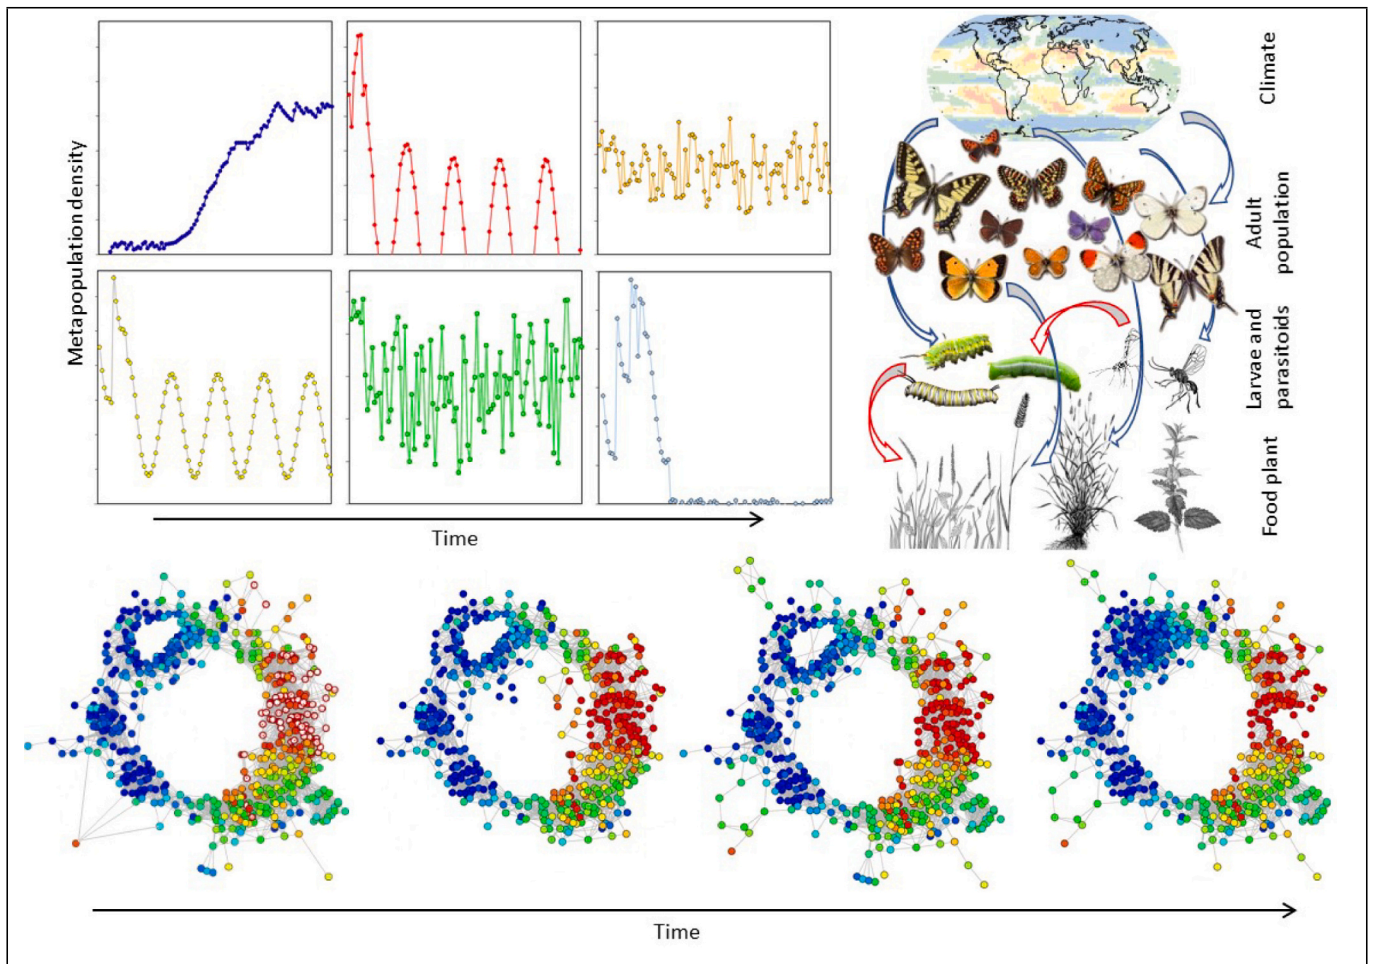 Metapopulation density
Time
Climate
Adult
population
Larvae and
parasitoids
Food plant
Time